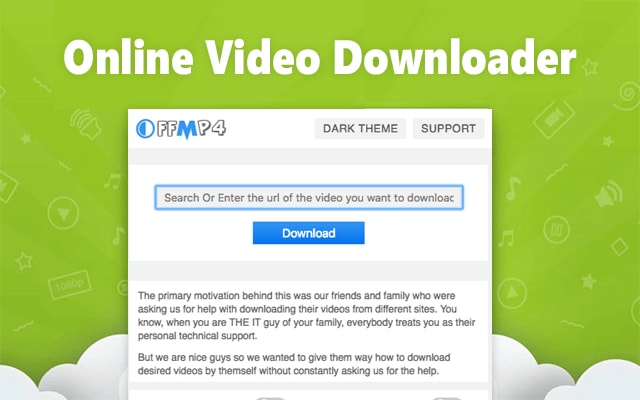 Online Video Downloader
OFFMP4
DARK THEME
SUPPORT
Search Or Enter the url of the video you want to download
Download
The primary motivation behind this was our friends and family who were
asking us for help with downloading their videos from different sites. You
know, when you are THE IT guy of your family, everybody treats you as their
personal technical support.
But we are nice guys so we wanted to give them way how to download
desired videos by themself without constantly asking us for the help.
1080p